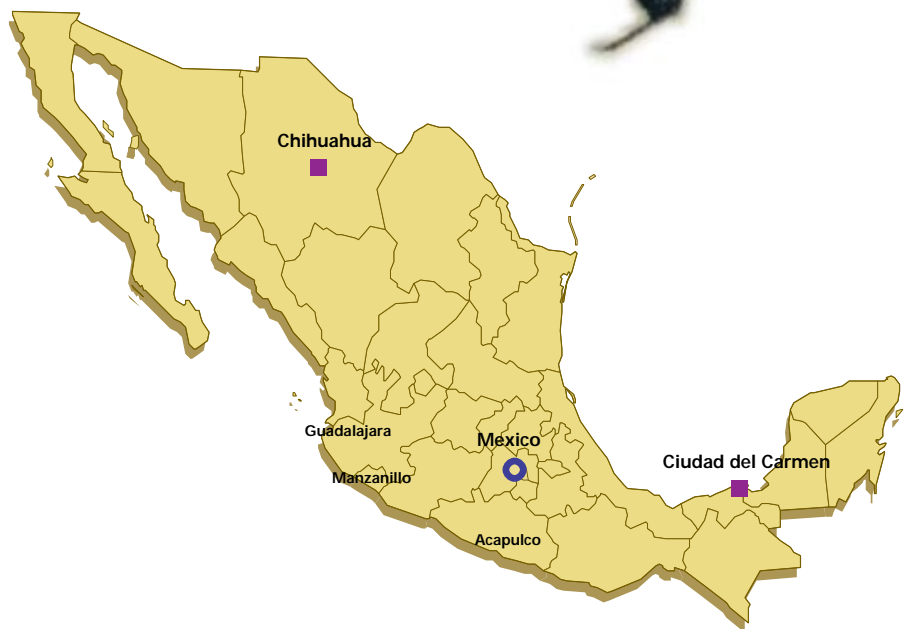 Chihuahua
Guadalajara
Mexico
Ciudad del Carmen
Manzanillo
Acapulco